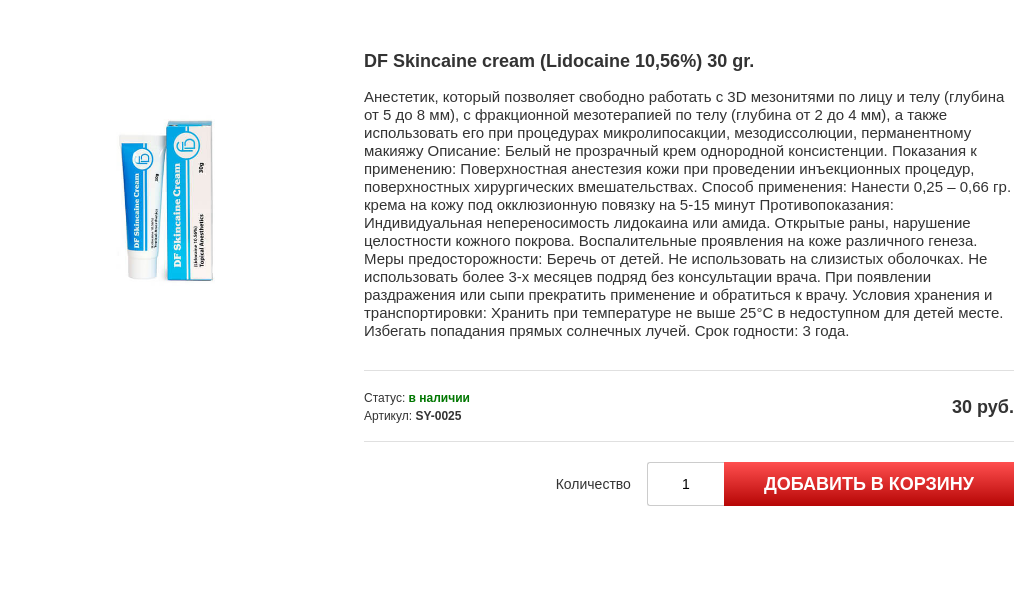 DF Skincaine cream (Lidocaine 10,56%) 30 gr.
Анестетик, который позволяет свободно работать с 3D мезонитями по лицу и телу (глубина
от 5 до 8 мм), с фракционной мезотерапией по телу (глубина от 2 до 4 мм), а также
использовать его при процедурах микролипосакции, мезодиссолюции, перманентному
макияжу Описание: Белый не прозрачный крем однородной консистенции. Показания к
применению: Поверхностная анестезия кожи при проведении инъекционных процедур,
поверхностных хирургических вмешательствах. Способ применения: Нанести 0,25 – 0,66 гр.
крема на кожу под окклюзионную повязку на 5-15 минут Противопоказания:
Индивидуальная непереносимость лидокаина или амида. Открытые раны, нарушение
целостности кожного покрова. Воспалительные проявления на коже различного генеза.
Меры предосторожности: Беречь от детей. Не использовать на слизистых оболочках. Не
использовать более 3-х месяцев подряд без консультации врача. При появлении
раздражения или сыпи прекратить применение и обратиться к врачу. Условия хранения и
транспортировки: Хранить при температуре не выше 25°С в недоступном для детей месте.
Избегать попадания прямых солнечных лучей. Срок годности: 3 года.
Статус: в наличии
Артикул: SY-0025
30 руб.
Количество
1
ДОБАВИТЬ В КОРЗИНУ
DF Skincaine Cream
30g
DF Skincaine Cream
(Lidocaine 10.56%)
Topical Anesthetics
30g